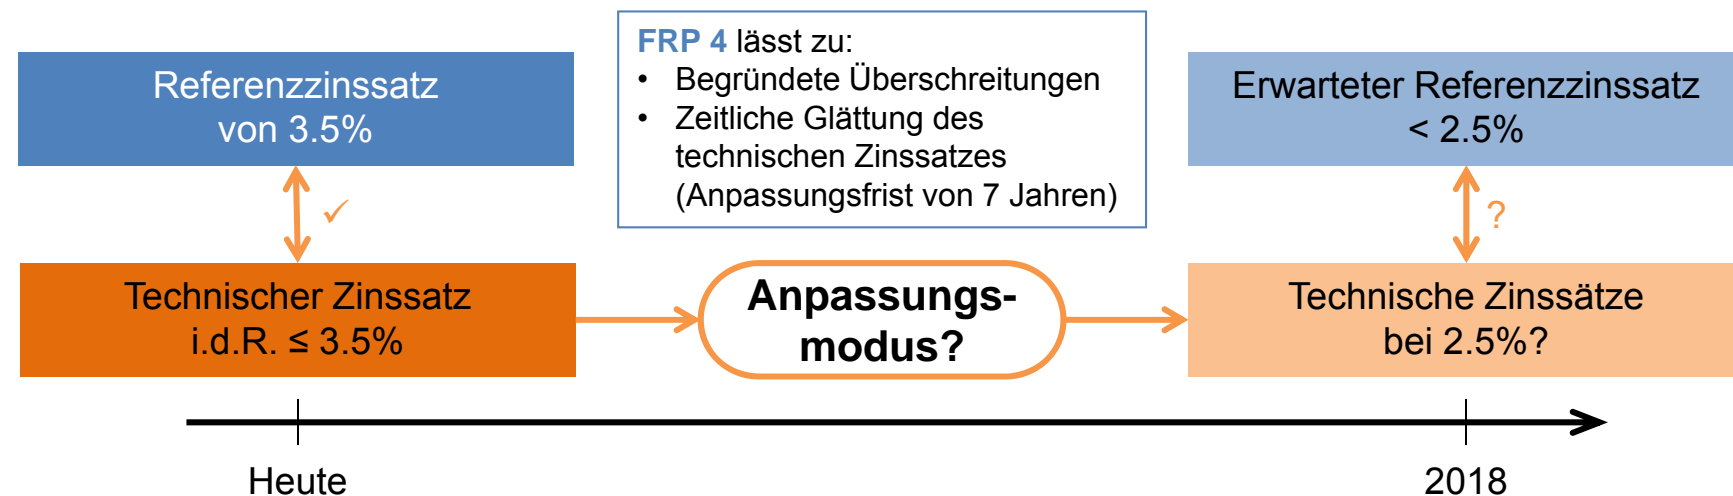 Referenzzinssatz
von 3.5%
FRP 4 lässt zu:
• Begründete Überschreitungen
• Zeitliche Glättung des
technischen Zinssatzes
(Anpassungsfrist von 7 Jahren)
Erwarteter Referenzzinssatz
< 2.5%
✓
?
Technischer Zinssatz
i.d.R. ≤ 3.5%
Anpassungs-
modus?
Technische Zinssätze
bei 2.5%?
Heute
2018